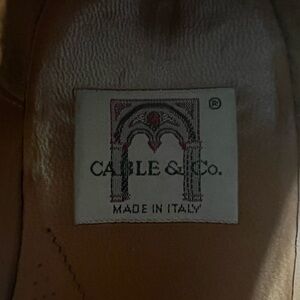 ®
CABLE & Co.
MADE IN ITALY